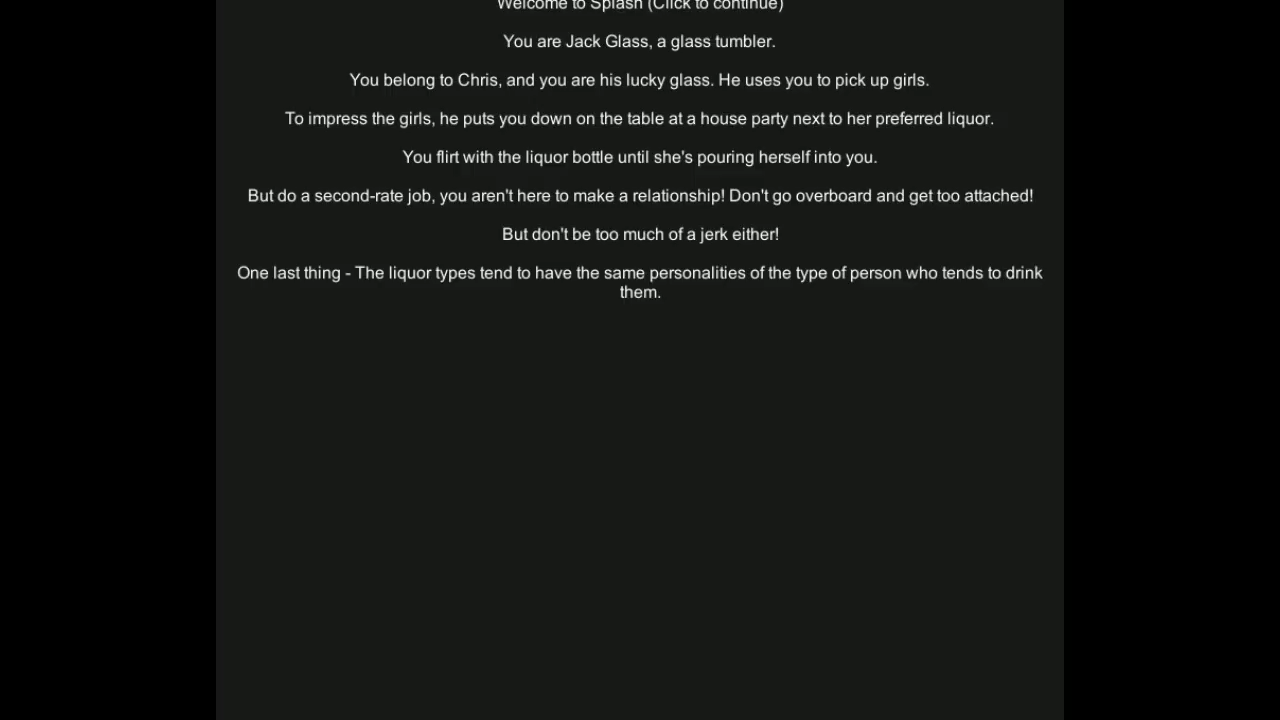 Welcome to Splash (Click to continue)
You are Jack Glass, a glass tumbler.
You belong to Chris, and you are his lucky glass. He uses you to pick up girls.
To impress the girls, he puts you down on the table at a house party next to her preferred liquor.
You flirt with the liquor bottle until she's pouring herself into you.
But do a second-rate job, you aren't here to make a relationship! Don't go overboard and get too attached!
But don't be too much of a jerk either!
One last thing - The liquor types tend to have the same personalities of the type of person who tends to drink
them.